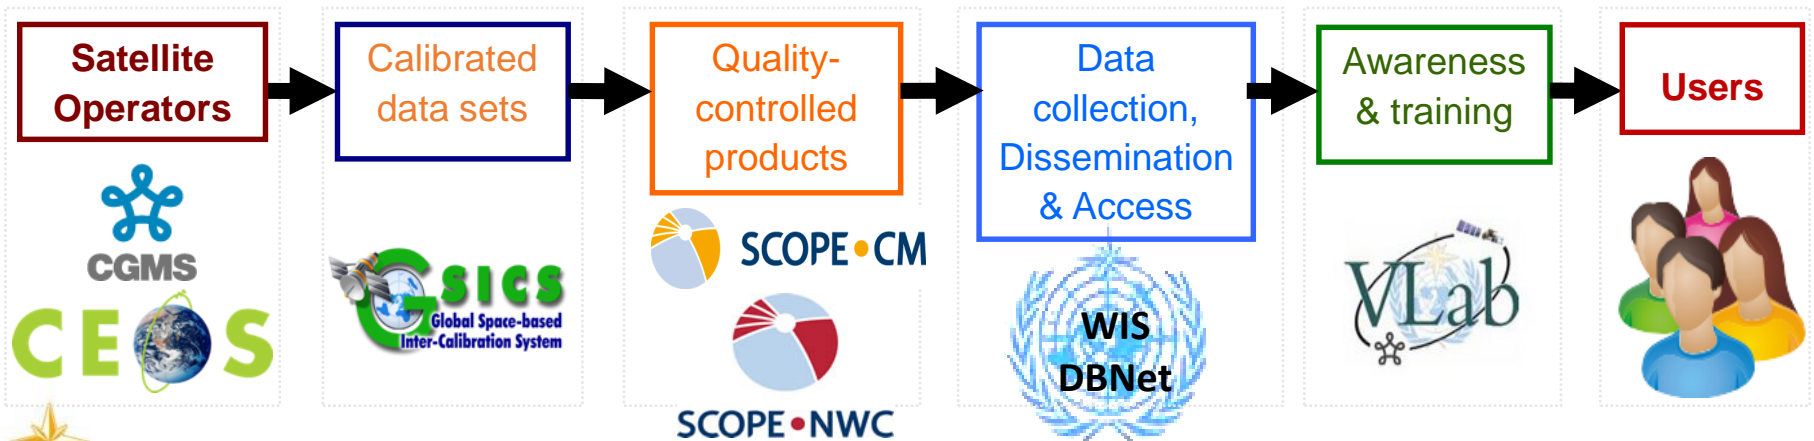 Satellite
Operators
Calibrated
data sets
Quality-
controlled
products
Data
collection,
Dissemination
& Access
Awareness
& training
Users
CGMS
CEOS
GSICS
Global Space-based
Inter-Calibration System
SCOPE•CM
SCOPE•NWC
WIS
DBNet
VLab